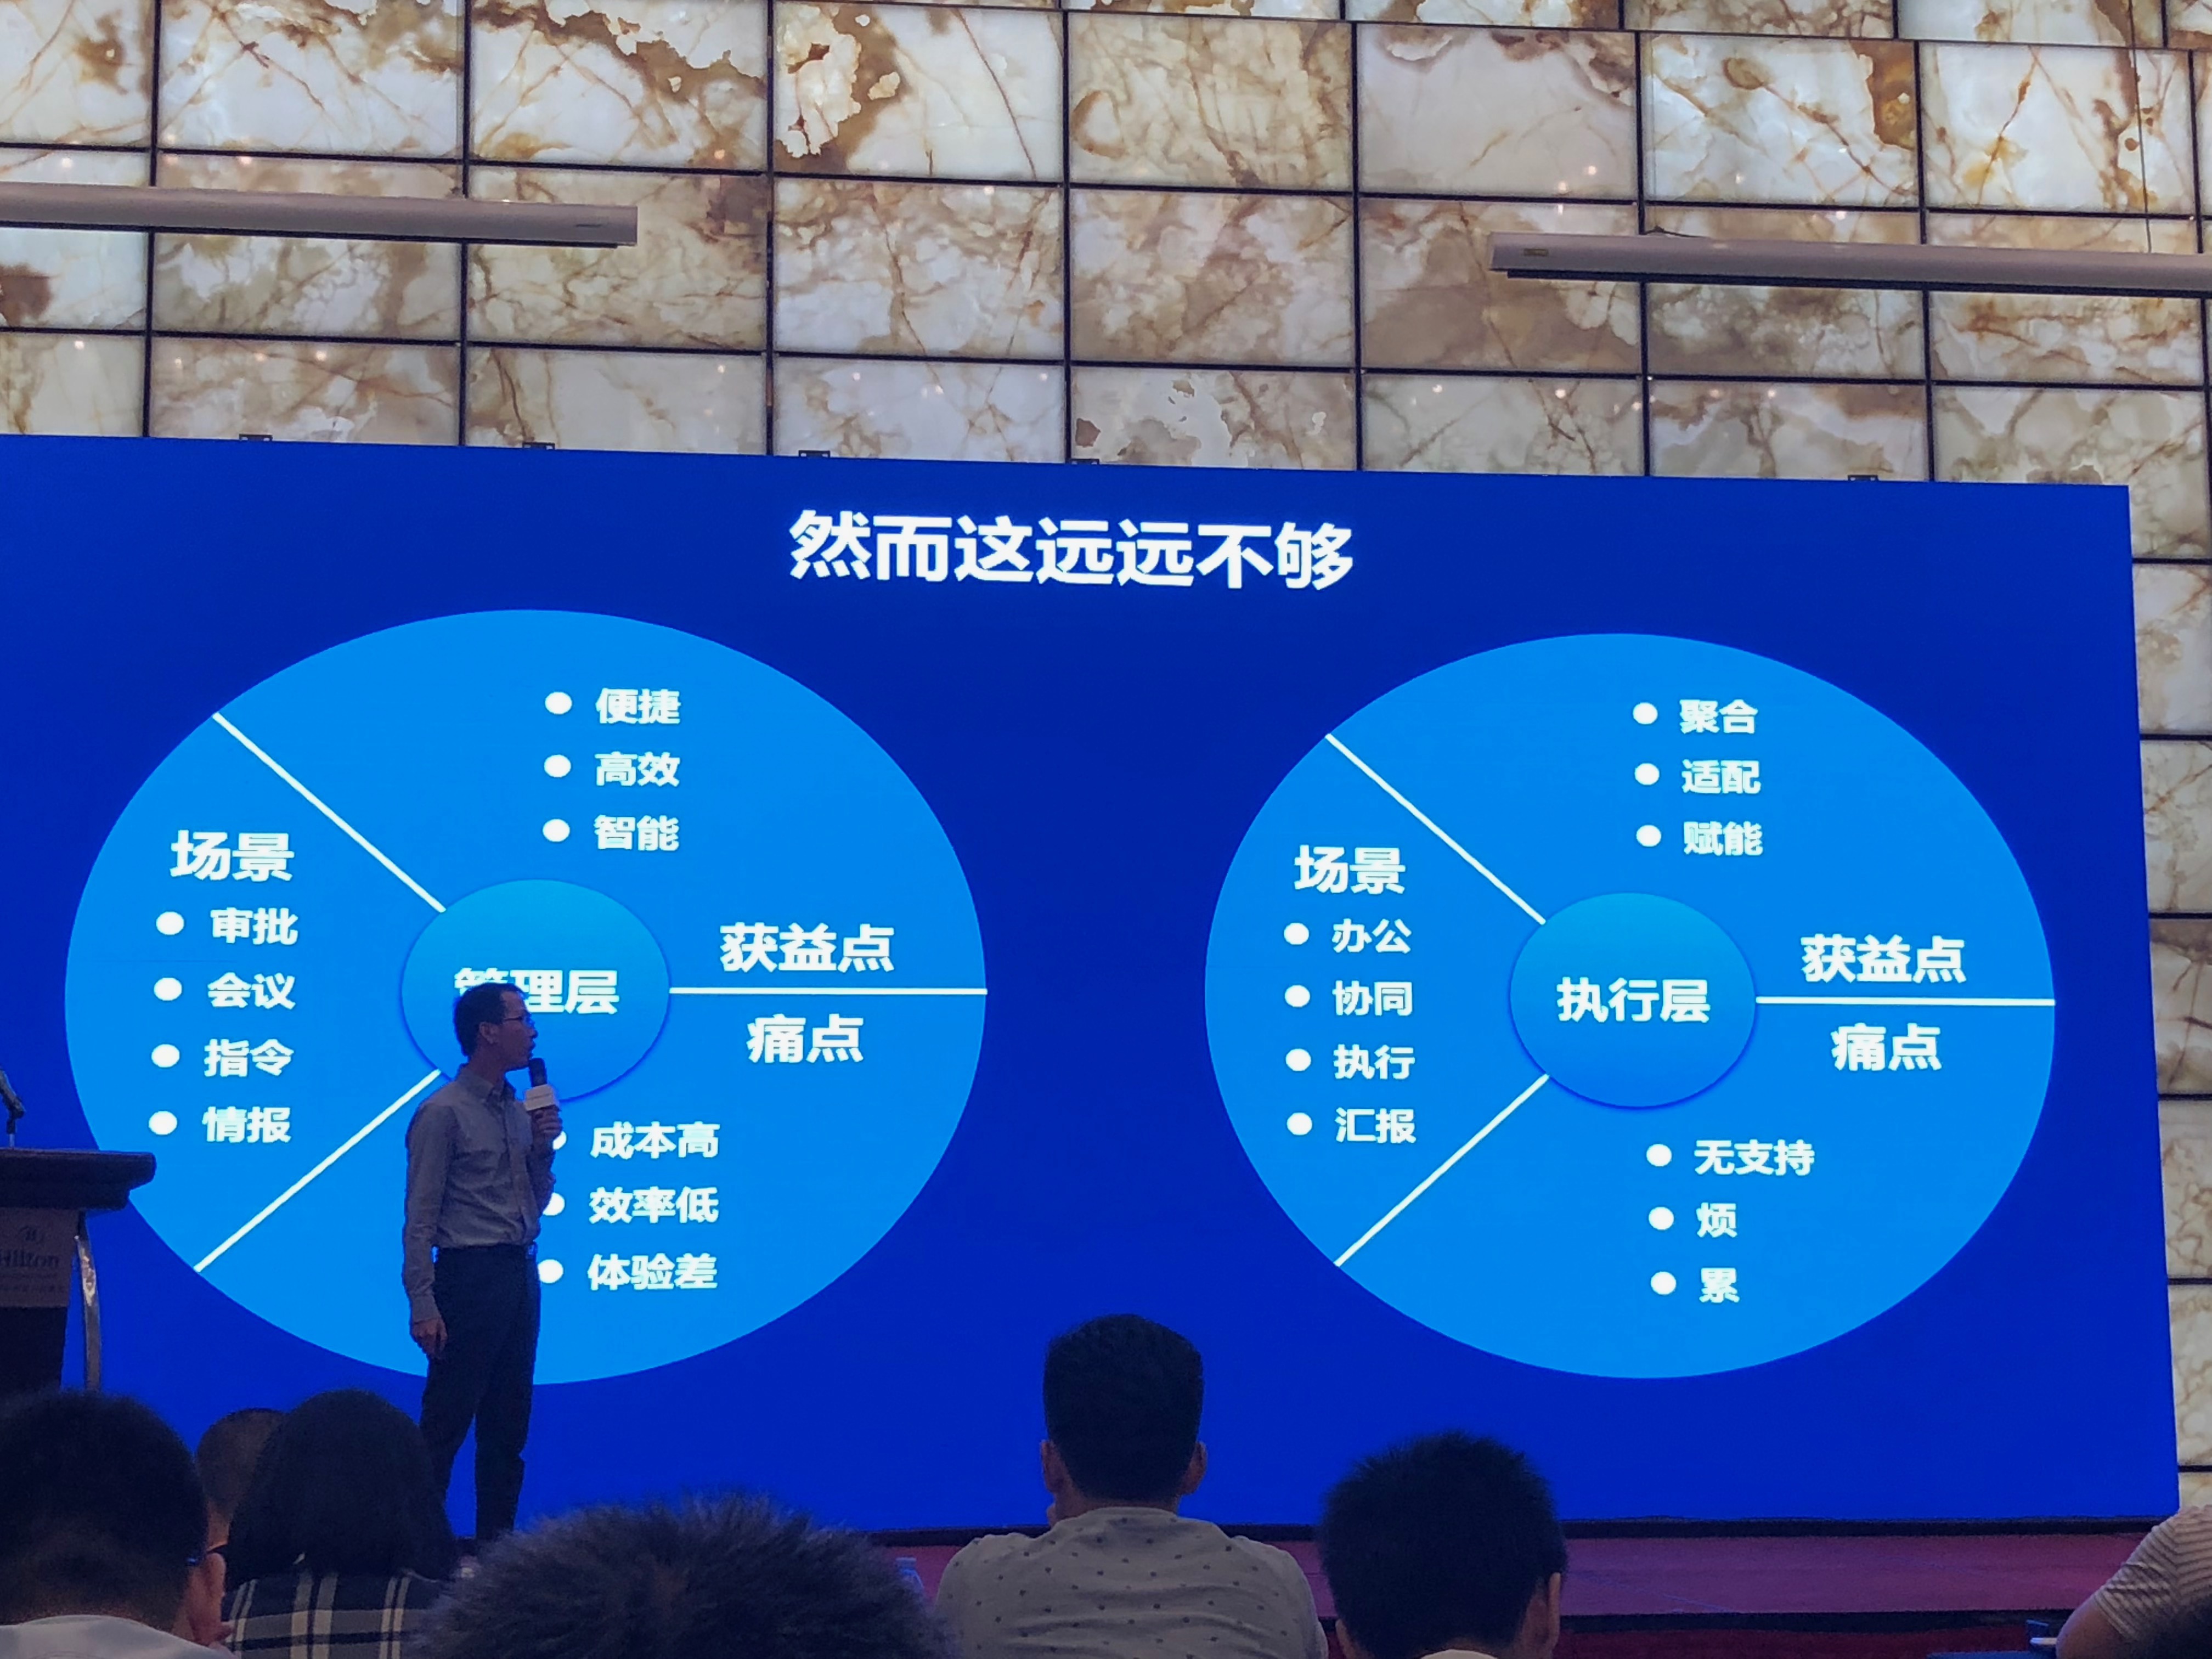 然而这远远不够
便捷
高效
智能
场景
审批
会议
指令
情报
管理层
获益点
痛点
成本高
效率低
体验差
聚合
适配
赋能
场景
办公
协同
执行
汇报
执行层
获益点
痛点
无支持
烦
累
Hilton